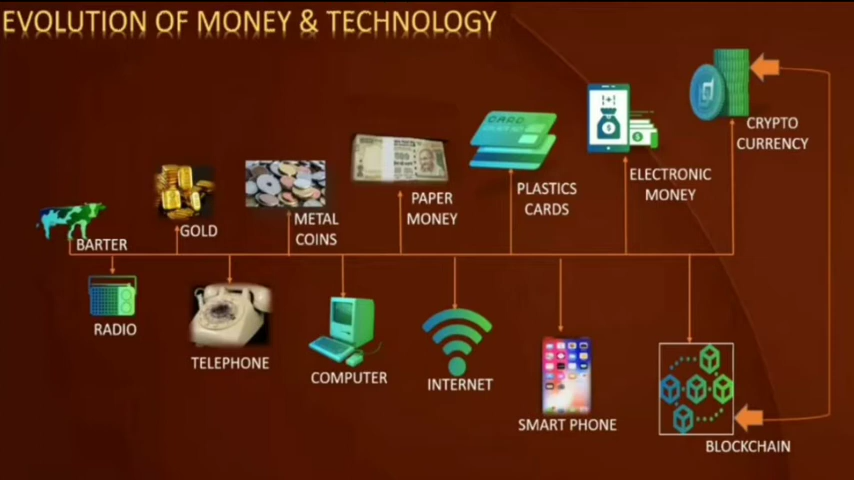 EVOLUTION OF MONEY & TECHNOLOGY
CRYPTO
CURRENCY
ELECTRONIC
MONEY
PLASTICS
CARDS
PAPER
MONEY
METAL
COINS
GOLD
BARTER
RADIO
TELEPHONE
COMPUTER
INTERNET
SMART PHONE
BLOCKCHAIN
CARD